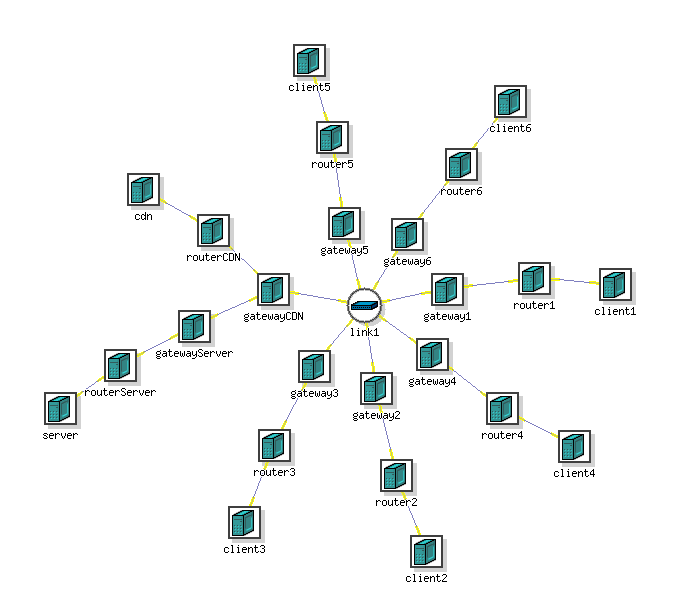 client5
client6
router5
router6
cdn
gateway5
routerCDN
gateway6
router1
client1
gatewayCDN
gateway1
link1
gatewayServer
gateway4
routerServer
gateway3
gateway2
server
router4
router3
client4
router2
client3
client2